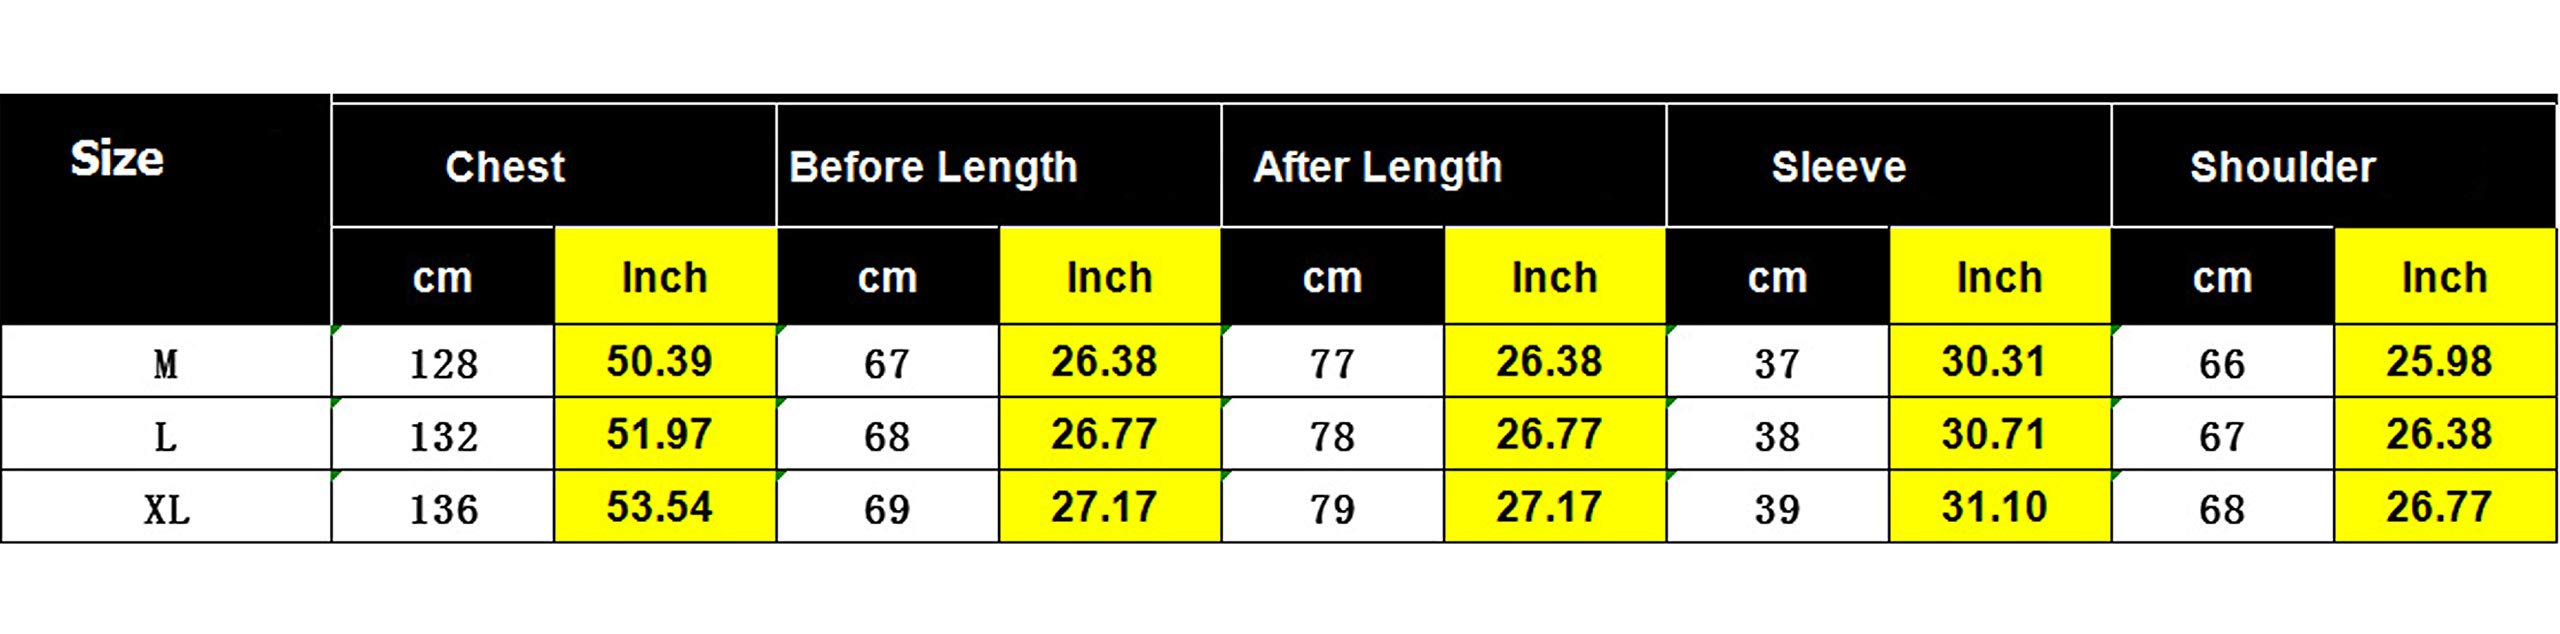 Size Chest Before Length After Length Sleeve Shoulder
cm Inch cm Inch cm Inch cm Inch cm Inch
M 128 50.39 67 26.38 77 26.38 37 30.31 66 25.98
L 132 51.97 68 26.77 78 26.77 38 30.71 67 26.38
XL 136 53.54 69 27.17 79 27.17 39 31.10 68 26.77